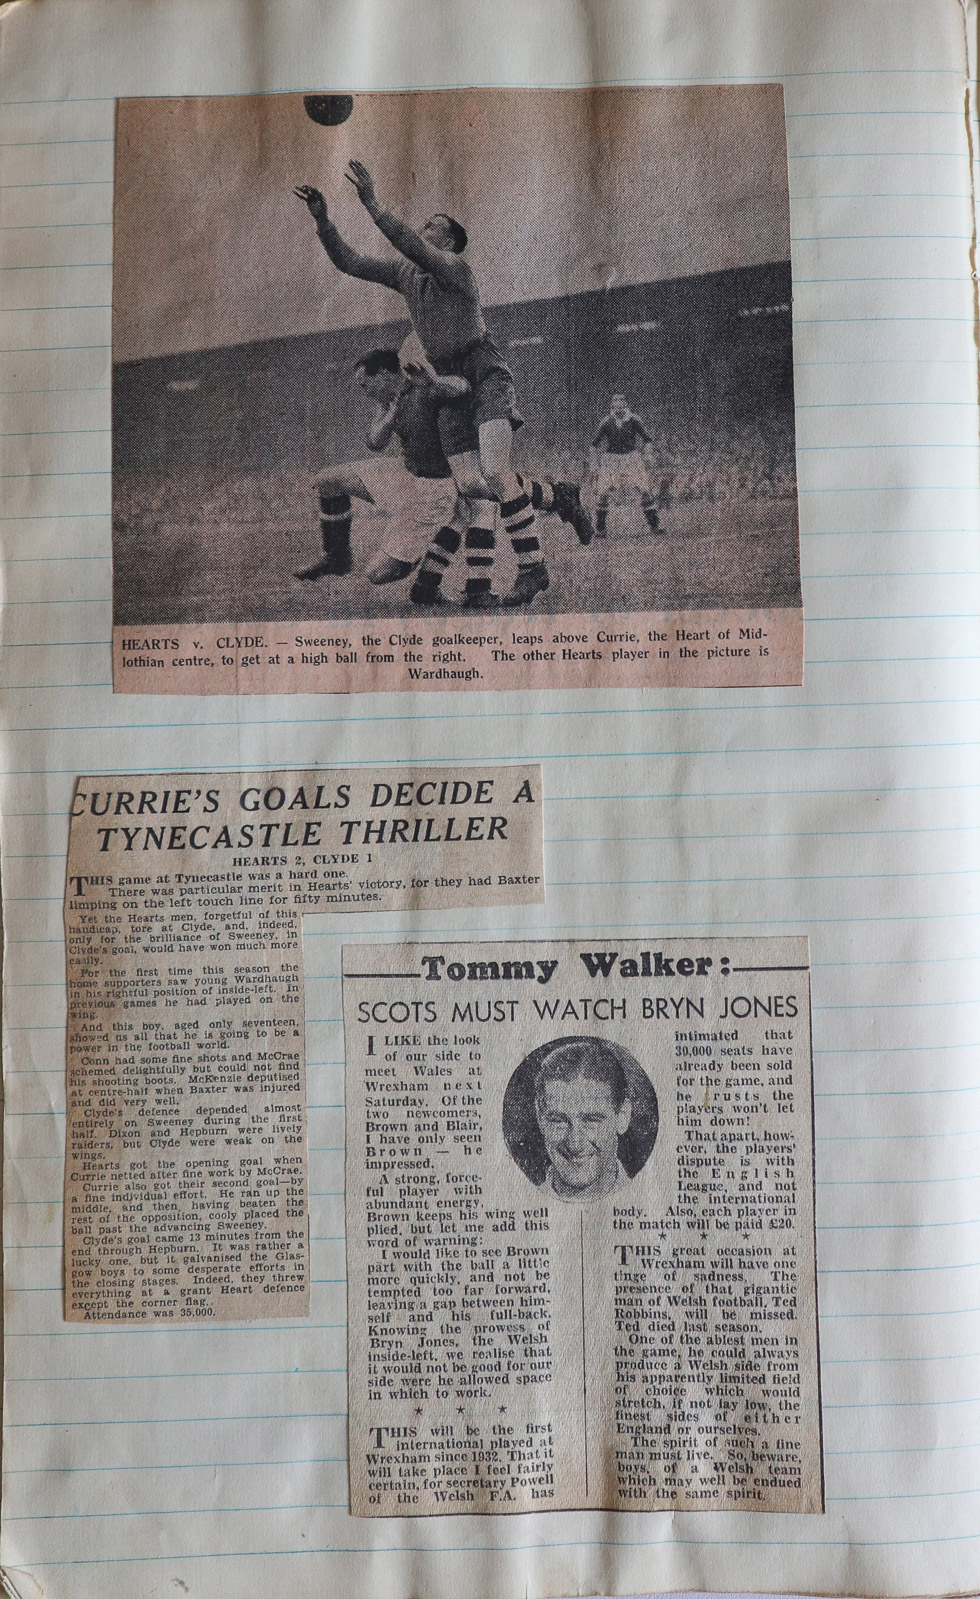 HEARTS v. CLYDE. — Sweeney, the Clyde goalkeeper, leaps above Currie, the Heart of Mid-
lothian centre, to get at a high ball from the right. The other Hearts player in the picture is
Wardhaugh.
CURRIE'S GOALS DECIDE A
TYNECASTLE THRILLER
HEARTS 2, CLYDE 1
THIS game at Tynecastle was a hard one.
There was particular merit in Hearts' victory, for they had Baxter
limping on the left touch line for fifty minutes.
Yet the Hearts men, forgetful of this
handicap, tore at Clyde, and, indeed,
only for the brilliance of Sweeney, in
Clyde's goal, would have won much more
easily.
For the first time this season the
home supporters saw young Wardhaugh
in his rightful position of inside-left. In
previous games he had played on the
wing.
And this boy, aged only seventeen,
showed us all that he is going to be a
power in the football world.
Conn had some fine shots and McCrae
schemed delightfully but could not find
his shooting boots. McKenzie deputised
at centre-half when Baxter was injured
and did very well.
Clyde's defence depended almost
entirely on Sweeney during the first
half. Dixon and Hepburn were lively
raiders, but Clyde were weak on the
wings.
Hearts got the opening goal when
Currie netted after fine work by McCrae.
Currie also got their second goal—by
a fine individual effort. He ran up the
middle, and then, having beaten the
rest of the opposition, cooly placed the
ball past the advancing Sweeney.
Clyde's goal came 13 minutes from the
end through Hepburn. It was rather a
lucky one, but it galvanised the Glas-
gow boys to some desperate efforts in
the closing stages. Indeed, they threw
everything at a grant Heart defence
except the corner flag.
Attendance was 35,000.
Tommy Walker:
SCOTS MUST WATCH BRYN JONES
I LIKE the look
of our side to
meet Wales at
Wrexham next
Saturday. Of the
two newcomers,
Brown and Blair,
I have only seen
Brown — he
impressed.
A strong, force-
ful player with
abundant energy,
Brown keeps his wing well
plied, but let me add this
word of warning:
I would like to see Brown
part with the ball a little
more quickly, and not be
tempted too far forward,
leaving a gap between him-
self and his full-back.
Knowing the prowess of
Bryn Jones, the Welsh
inside-left, we realise that
it would not be good for our
side were he allowed space
in which to work.
★ ★ ★
THIS will be the first
international played at
Wrexham since 1932. That it
will take place I feel fairly
certain, for secretary Powell
of the Welsh F.A. has
intimated that
30,000 seats have
already been sold
for the game, and
he trusts the
players won't let
him down!
That apart, how-
ever, the players'
dispute is with
the English
League, and not
the international
body. Also, each player in
the match will be paid £20.
★ ★ ★
THIS great occasion at
Wrexham will have one
tinge of sadness. The
presence of that gigantic
man of Welsh football, Ted
Robbins, will be missed.
Ted died last season.
One of the ablest men in
the game, he could always
produce a Welsh side from
his apparently limited field
of choice which would
stretch, if not lay low, the
finest sides of either
England or ourselves.
The spirit of such a fine
man must live. So, beware,
boys, of a Welsh team
which may well be endued
with the same spirit.